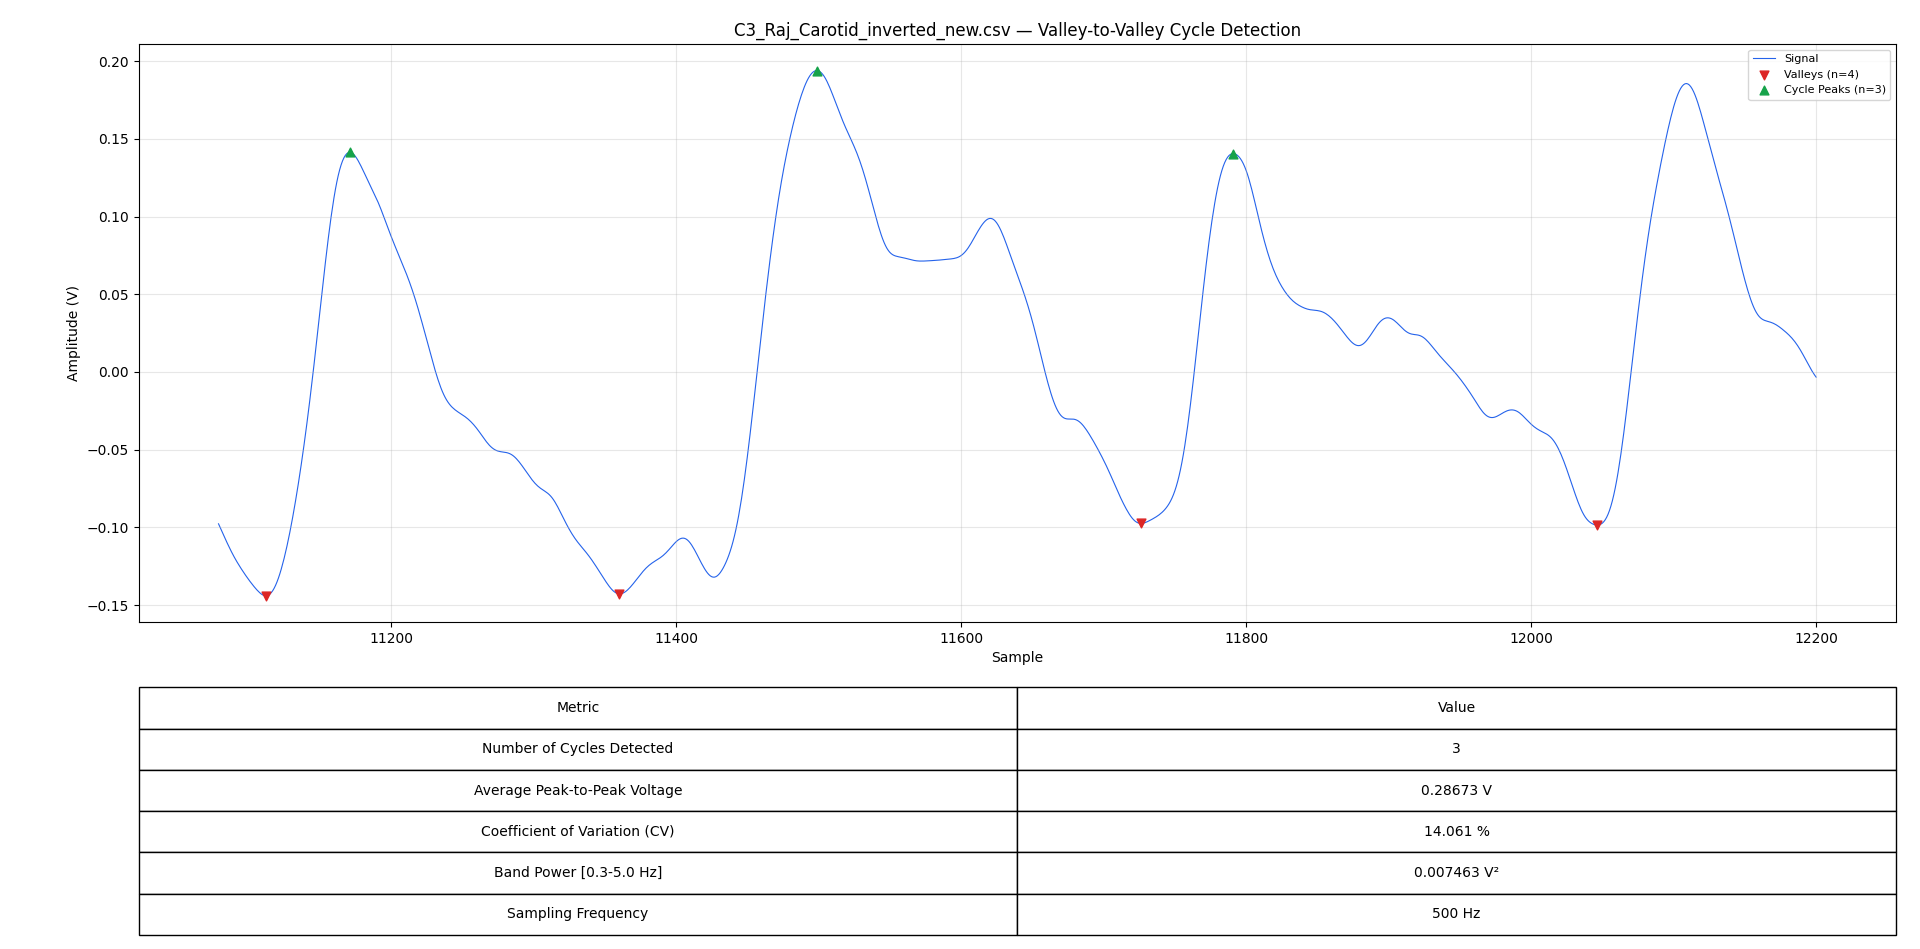 C3_Raj_Carotid_inverted_new.csv — Valley-to-Valley Cycle Detection
Signal
Valleys (n=4)
Cycle Peaks (n=3)
0.20
0.15
0.10
0.05
0.00
−0.05
−0.10
−0.15
Amplitude (V)
11200 11400 11600 11800 12000 12200
Sample
Metric Value
Number of Cycles Detected 3
Average Peak-to-Peak Voltage 0.28673 V
Coefficient of Variation (CV) 14.061 %
Band Power [0.3-5.0 Hz] 0.007463 V²
Sampling Frequency 500 Hz